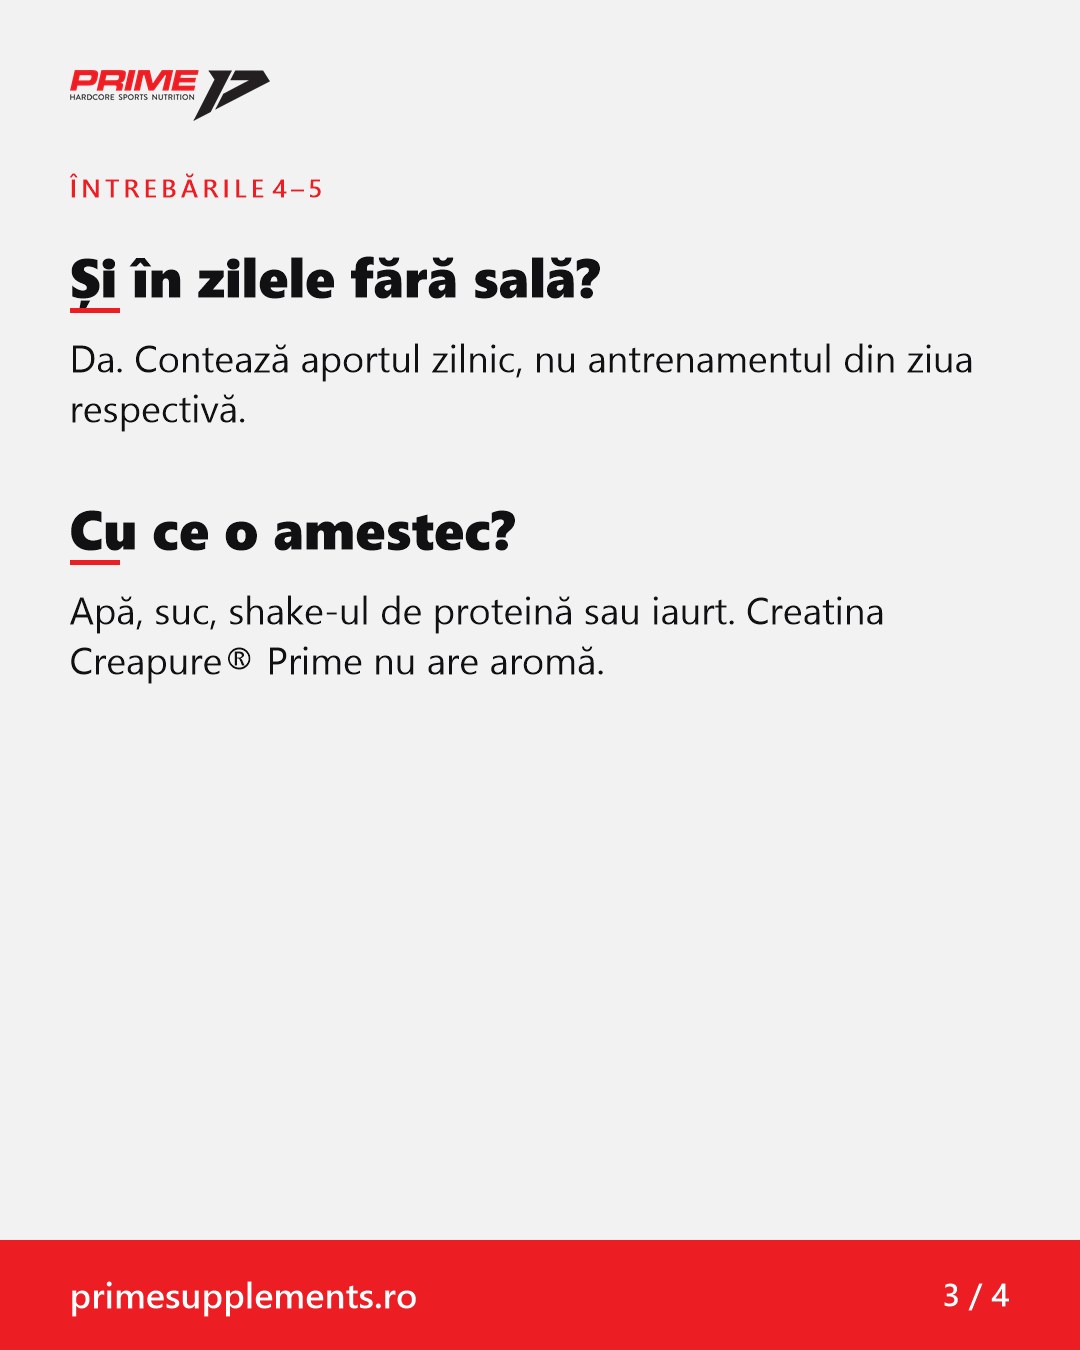 PRIME
HARDCORE SPORTS NUTRITION
ÎNTREBĂRILE 4–5
Și în zilele fără sală?
Da. Contează aportul zilnic, nu antrenamentul din ziua
respectivă.
Cu ce o amestec?
Apă, suc, shake-ul de proteină sau iaurt. Creatina
Creapure® Prime nu are aromă.
primesupplements.ro
3 / 4